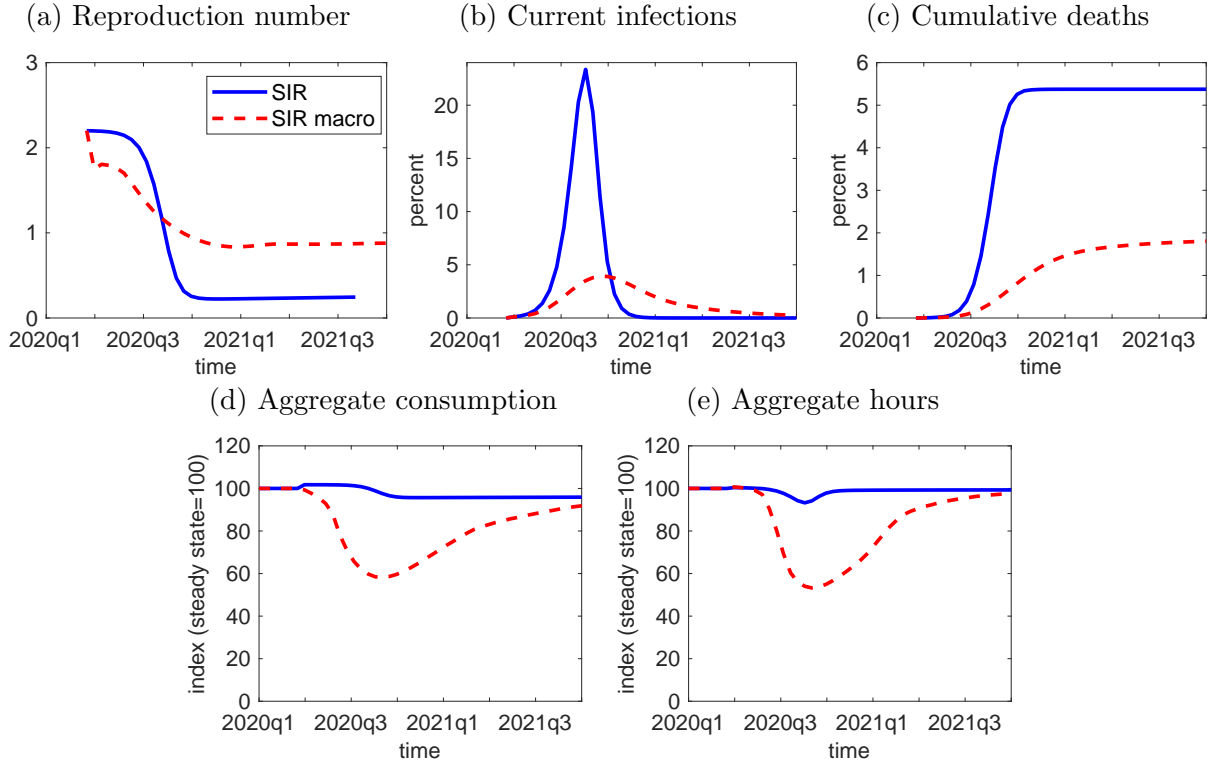 (a) Reproduction number
(b) Current infections
(c) Cumulative deaths
3
2
1
0
SIR
SIR macro
2020q1 2020q3 2021q1 2021q3
time
percent
20
15
10
5
0
2020q1 2020q3 2021q1 2021q3
time
percent
6
5
4
3
2
1
0
2020q1 2020q3 2021q1 2021q3
time
(d) Aggregate consumption
(e) Aggregate hours
index (steady state=100)
120
100
80
60
40
20
0
2020q1 2020q3 2021q1 2021q3
time
index (steady state=100)
120
100
80
60
40
20
0
2020q1 2020q3 2021q1 2021q3
time